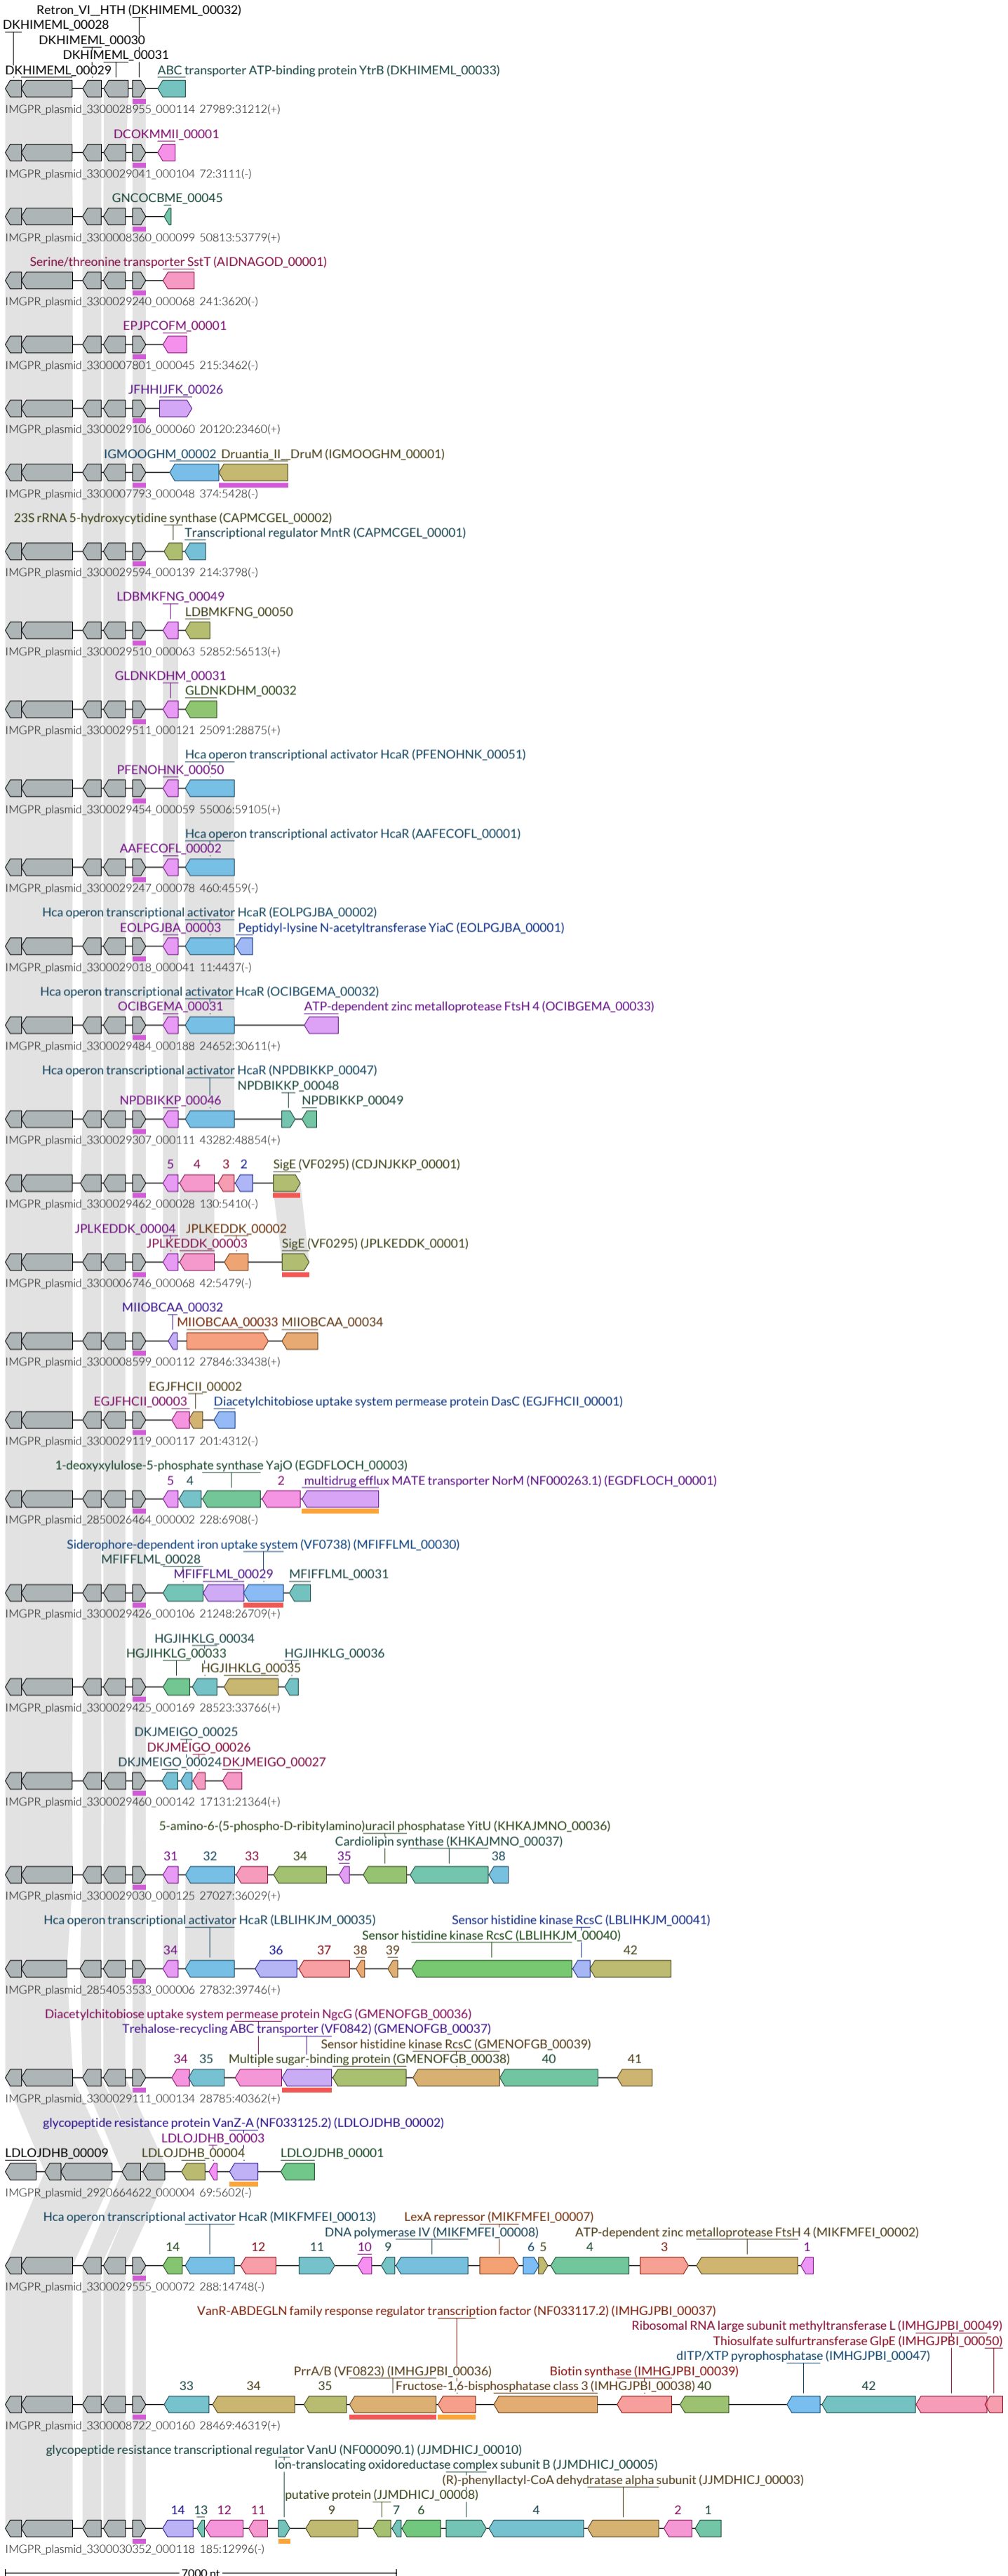 Retron_VI__HTH (DKHIMEML_00032)
DKHIMEML_00028
DKHIMEML_00030
DKHIMEML_00031
DKHIMEML_00029 ABC transporter ATP-binding protein YtrB (DKHIMEML_00033)
IMGPR_plasmid_3300028955_000114 27989:31212(+)
DCOKMMII_00001
IMGPR_plasmid_3300029041_000104 72:3111(-)
GNCOCBME_00045
IMGPR_plasmid_3300008360_000099 50813:53779(+)
Serine/threonine transporter SstT (AIDNAGOD_00001)
IMGPR_plasmid_3300029240_000068 241:3620(-)
EPJPCOFM_00001
IMGPR_plasmid_3300007801_000045 215:3462(-)
JFHHIJFK_00026
IMGPR_plasmid_3300029106_000060 20120:23460(+)
IGMOOGHM_00002 Druantia_II__DruM (IGMOOGHM_00001)
IMGPR_plasmid_3300007793_000048 374:5428(-)
23S rRNA 5-hydroxycytidine synthase (CAPMCGEL_00002)
Transcriptional regulator MntR (CAPMCGEL_00001)
IMGPR_plasmid_3300029594_000139 214:3798(-)
LDBMKFNG_00049
LDBMKFNG_00050
IMGPR_plasmid_3300029510_000063 52852:56513(+)
GLDNKDHM_00031
GLDNKDHM_00032
IMGPR_plasmid_3300029511_000121 25091:28875(+)
Hca operon transcriptional activator HcaR (PFENOHNK_00051)
PFENOHNK_00050
IMGPR_plasmid_3300029454_000059 55006:59105(+)
Hca operon transcriptional activator HcaR (AAFECOFL_00001)
AAFECOFL_00002
IMGPR_plasmid_3300029247_000078 460:4559(-)
Hca operon transcriptional activator HcaR (EOLPGJBA_00002)
EOLPGJBA_00003 Peptidyl-lysine N-acetyltransferase YiaC (EOLPGJBA_00001)
IMGPR_plasmid_3300029018_000041 11:4437(-)
Hca operon transcriptional activator HcaR (OCIBGEMA_00032)
OCIBGEMA_00031 ATP-dependent zinc metalloprotease FtsH 4 (OCIBGEMA_00033)
IMGPR_plasmid_3300029484_000188 24652:30611(+)
Hca operon transcriptional activator HcaR (NPDBIKKP_00047)
NPDBIKKP_00048
NPDBIKKP_00046 NPDBIKKP_00049
IMGPR_plasmid_3300029307_000111 43282:48854(+)
5 4 3 2 SigE (VF0295) (CDJNJKKP_00001)
IMGPR_plasmid_3300029462_000028 130:5410(-)
JPLKEDDK_00004 JPLKEDDK_00002
JPLKEDDK_00003 SigE (VF0295) (JPLKEDDK_00001)
IMGPR_plasmid_3300006746_000068 42:5479(-)
MIIOBCAA_00032
MIIOBCAA_00033 MIIOBCAA_00034
IMGPR_plasmid_3300008599_000112 27846:33438(+)
EGJFHCII_00002
EGJFHCII_00003 Diacetylchitobiose uptake system permease protein DasC (EGJFHCII_00001)
IMGPR_plasmid_3300029119_000117 201:4312(-)
1-deoxyxylulose-5-phosphate synthase YajO (EGDFLOCH_00003)
5 4 2 multidrug efflux MATE transporter NorM (NF000263.1) (EGDFLOCH_00001)
IMGPR_plasmid_2850026464_000002 228:6908(-)
Siderophore-dependent iron uptake system (VF0738) (MFIFFLML_00030)
MFIFFLML_00028
MFIFFLML_00029 MFIFFLML_00031
IMGPR_plasmid_3300029426_000106 21248:26709(+)
HGJIHKLG_00034
HGJIHKLG_00033 HGJIHKLG_00036
HGJIHKLG_00035
IMGPR_plasmid_3300029425_000169 28523:33766(+)
DKJMEIGO_00025
DKJMEIGO_00026
DKJMEIGO_00024 DKJMEIGO_00027
IMGPR_plasmid_3300029460_000142 17131:21364(+)
5-amino-6-(5-phospho-D-ribitylamino)uracil phosphatase YitU (KHKAJMNO_00036)
Cardiolipin synthase (KHKAJMNO_00037)
31 32 33 34 35 38
IMGPR_plasmid_3300029030_000125 27027:36029(+)
Hca operon transcriptional activator HcaR (LBLIHKJM_00035) Sensor histidine kinase RcsC (LBLIHKJM_00041)
Sensor histidine kinase RcsC (LBLIHKJM_00040)
34 36 37 38 39 42
IMGPR_plasmid_2854053533_000006 27832:39746(+)
Diacetylchitobiose uptake system permease protein NgcG (GMENOFGB_00036)
Trehalose-recycling ABC transporter (VF0842) (GMENOFGB_00037)
Sensor histidine kinase RcsC (GMENOFGB_00039)
34 35 Multiple sugar-binding protein (GMENOFGB_00038) 40 41
IMGPR_plasmid_3300029111_000134 28785:40362(+)
glycopeptide resistance protein VanZ-A (NF033125.2) (LDLOJDHB_00002)
LDLOJDHB_00003
LDLOJDHB_00009 LDLOJDHB_00004 LDLOJDHB_00001
IMGPR_plasmid_2920664622_000004 69:5602(-)
Hca operon transcriptional activator HcaR (MIKFMFEI_00013) LexA repressor (MIKFMFEI_00007)
DNA polymerase IV (MIKFMFEI_00008) ATP-dependent zinc metalloprotease FtsH 4 (MIKFMFEI_00002)
14 12 11 10 9 6 5 4 3 1
IMGPR_plasmid_3300029555_000072 288:14748(-)
VanR-ABDEGLN family response regulator transcription factor (NF033117.2) (IMHGJPBI_00037)
Ribosomal RNA large subunit methyltransferase L (IMHGJPBI_00049)
Thiosulfate sulfurtransferase GlpE (IMHGJPBI_00050)
dITP/XTP pyrophosphatase (IMHGJPBI_00047)
PrrA/B (VF0823) (IMHGJPBI_00036) Biotin synthase (IMHGJPBI_00039)
33 34 35 Fructose-1,6-bisphosphatase class 3 (IMHGJPBI_00038) 40 42
IMGPR_plasmid_3300008722_000160 28469:46319(+)
glycopeptide resistance transcriptional regulator VanU (NF000090.1) (JJMDHICJ_00010)
Ion-translocating oxidoreductase complex subunit B (JJMDHICJ_00005)
(R)-phenyllactyl-CoA dehydratase alpha subunit (JJMDHICJ_00003)
putative protein (JJMDHICJ_00008)
14 13 12 11 9 7 6 4 2 1
IMGPR_plasmid_3300030352_000118 185:12996(-)
7000 nt